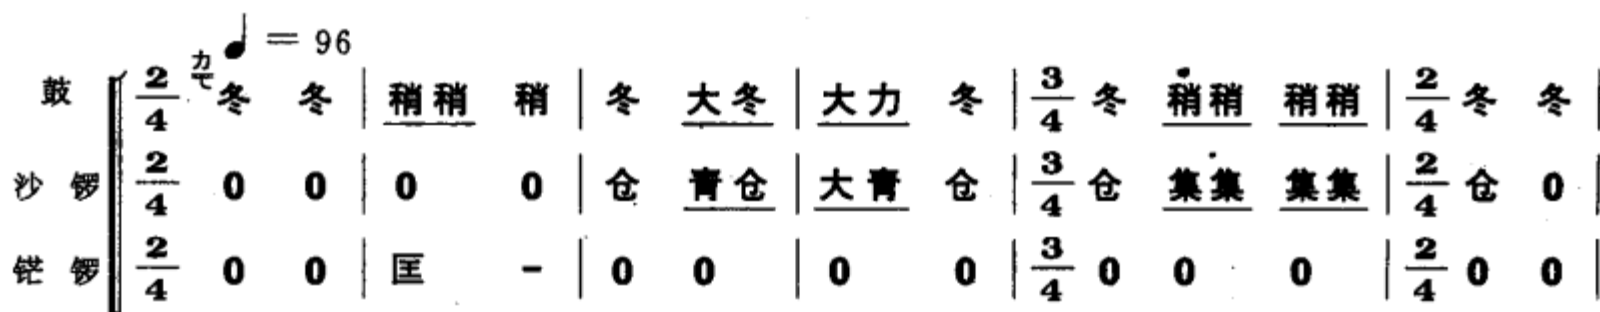 ♩ = 96
鼓 2/4 カモ 冬 冬 | 稍稍 稍 | 冬 大冬 | 大力 冬 | 3/4 冬 稍稍 稍稍 | 2/4 冬 冬 |
沙 锣 2/4 0 0 | 0 0 | 仓 青仓 | 大青 仓 | 3/4 仓 集集 集集 | 2/4 仓 0 |
铓 锣 2/4 0 0 | 匡 - | 0 0 | 0 0 | 3/4 0 0 0 | 2/4 0 0 |